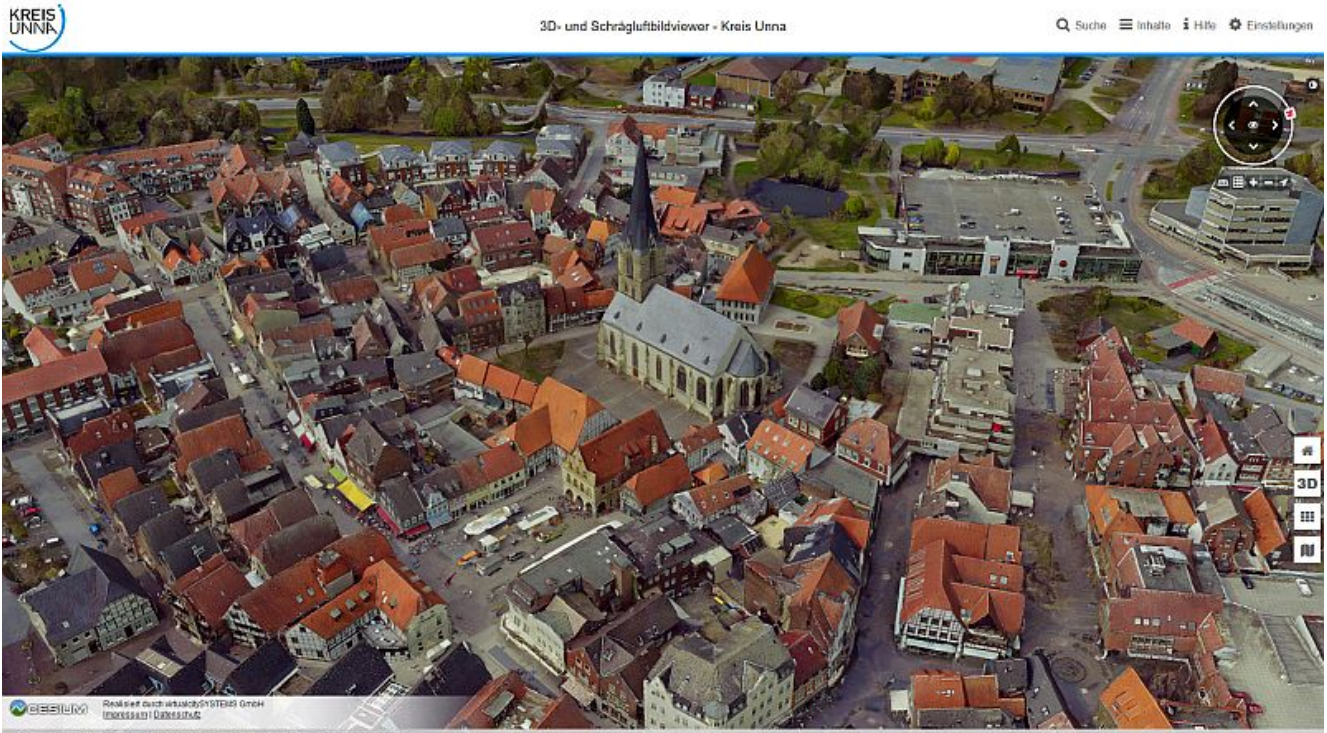 KREIS
UNNA
3D- und Schrägluftbildviewer - Kreis Unna
Suche
Inhalte
Hilfe
Einstellungen
3D
CESIUM
Realisiert durch virtualcitySYSTEMS GmbH
Impressum | Datenschutz